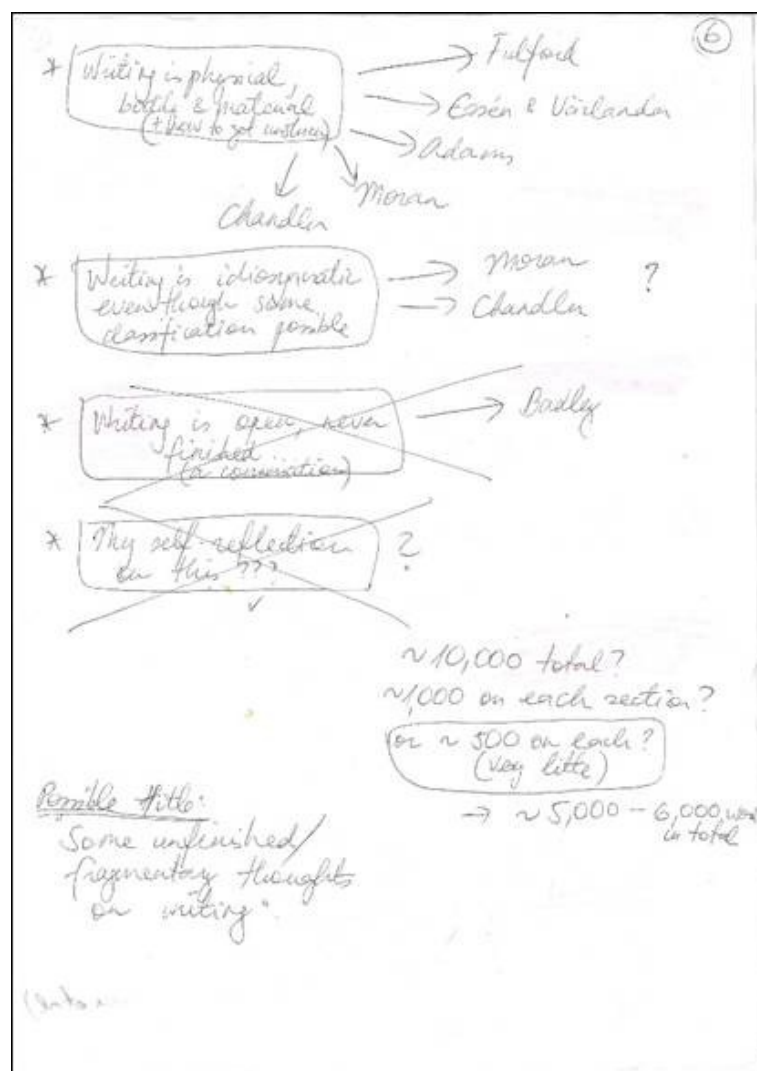 6
* Writing is physical,
bodily & material
(+ how to get unstuck)
→ Fulford
→ Essén & Värlander
→ Adams
→ Moran
→ Chandler
* Writing is idiosyncratic
even though some
classification possible
→ Moran
→ Chandler
?
* Writing is open, never
finished
(a conversation)
→ Badley
* My self-reflection
on this ???
?
~10,000 total?
~1,000 on each section?
or ~ 500 on each?
(very little)
→ ~5,000 – 6,000
in total
Possible title:
Some unfinished/
fragmentary thoughts
on writing"